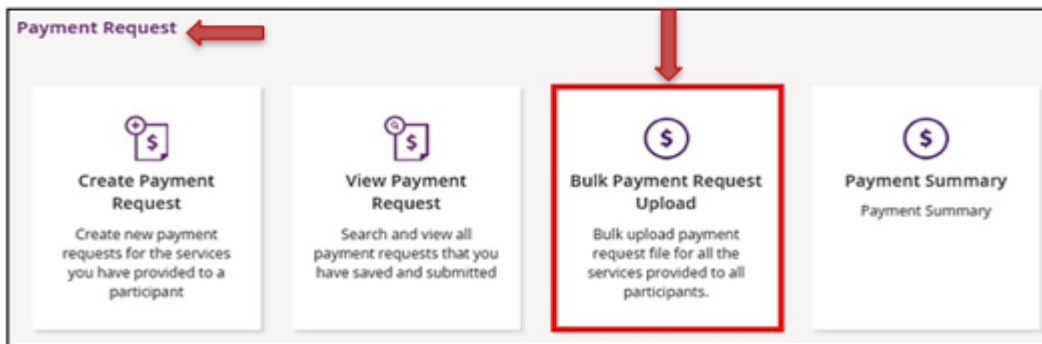 Payment Request
Create Payment
Request
Create new payment
requests for the services
you have provided to a
participant
View Payment
Request
Search and view all
payment requests that you
have saved and submitted
Bulk Payment Request
Upload
Bulk upload payment
request file for all the
services provided to all
participants.
Payment Summary
Payment Summary